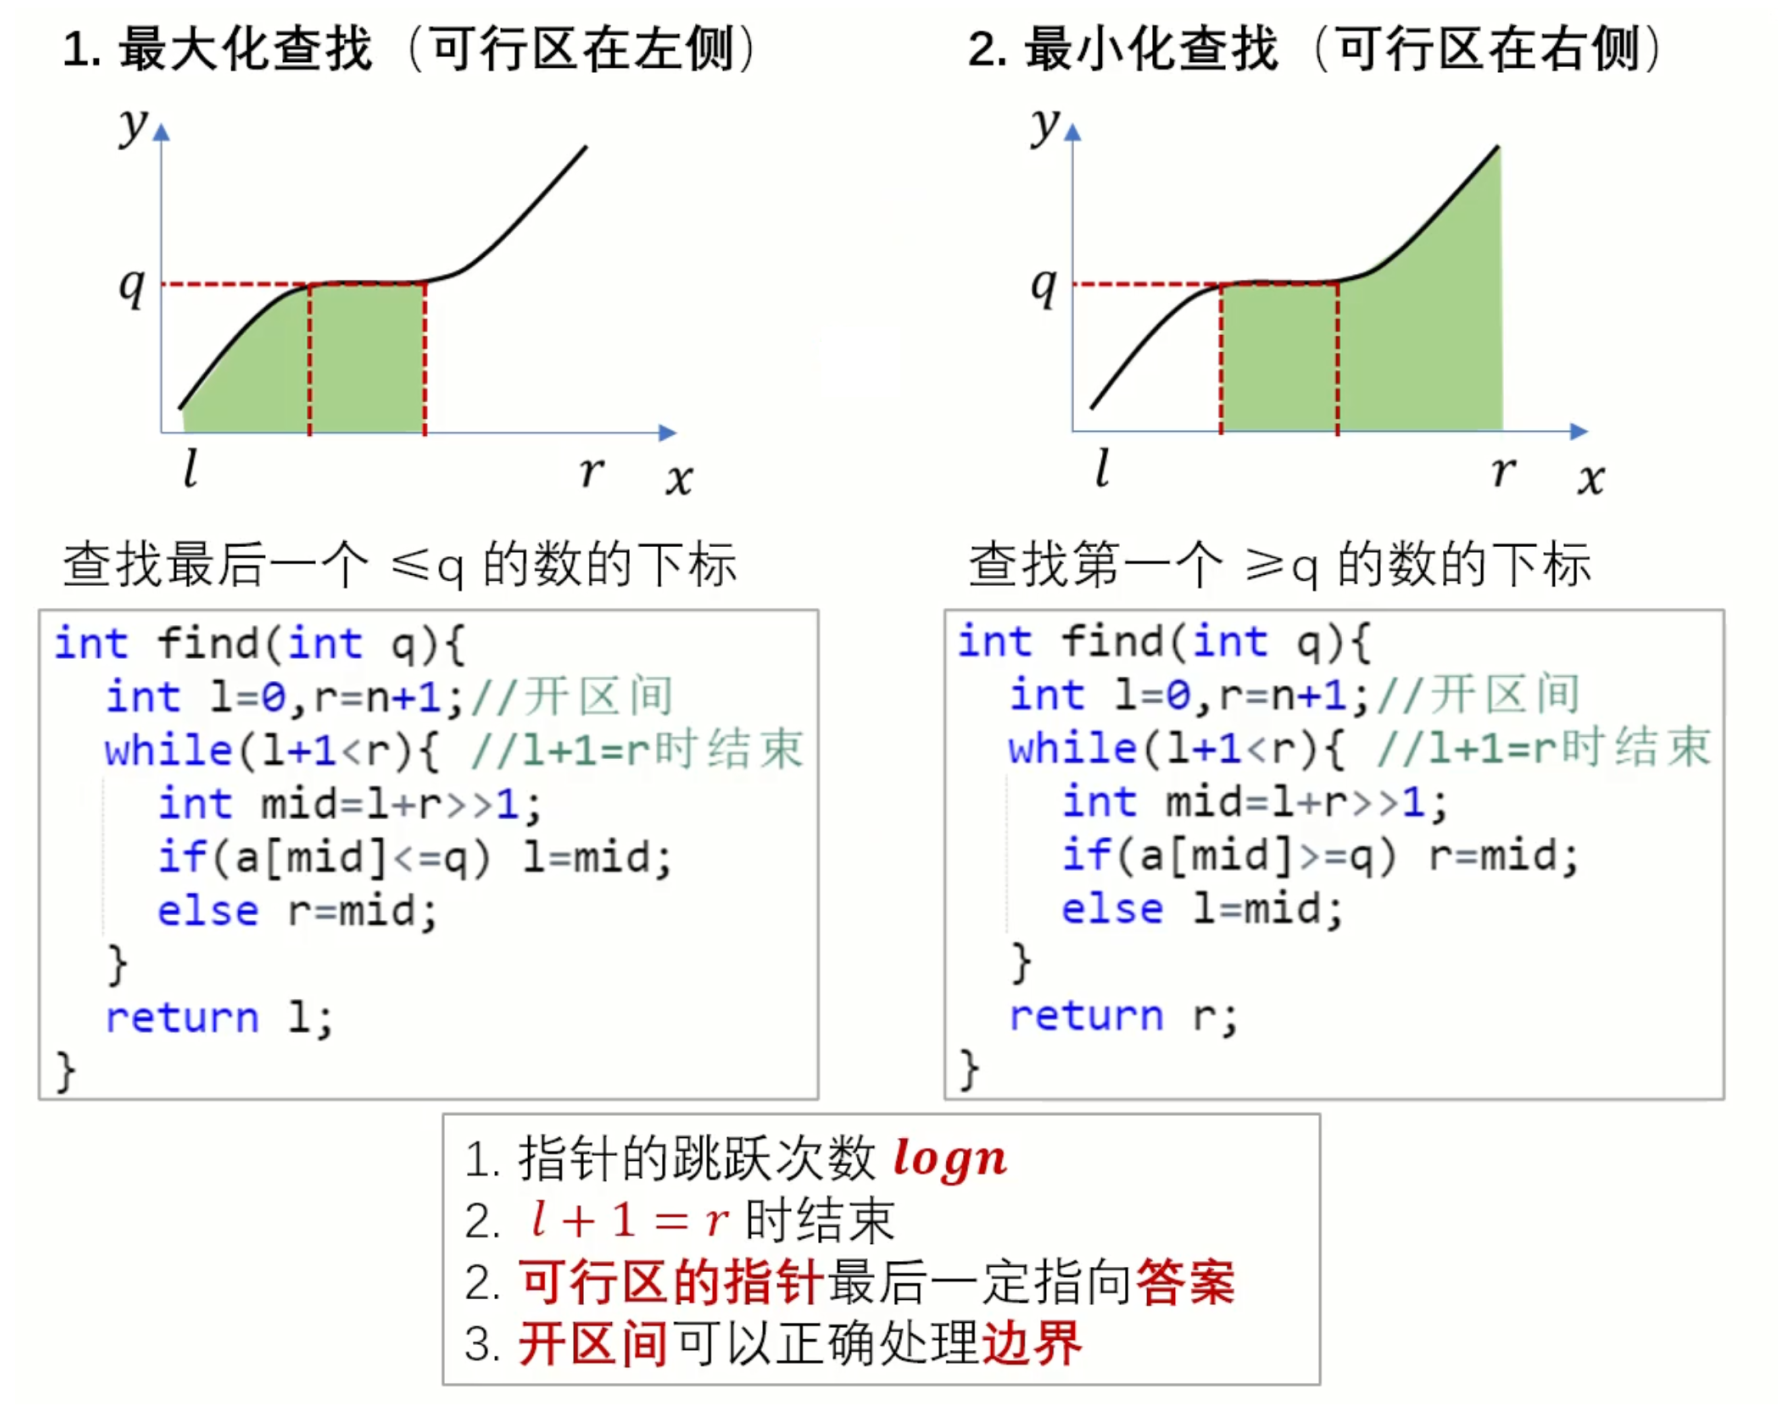 1. 最大化查找（可行区在左侧）
y
q
l
r
x
查找最后一个 ≤q 的数的下标
int find(int q){
  int l=0,r=n+1;//开区间
  while(l+1<r){ //l+1=r时结束
    int mid=l+r>>1;
    if(a[mid]<=q) l=mid;
    else r=mid;
  }
  return l;
}
2. 最小化查找（可行区在右侧）
y
q
l
r
x
查找第一个 ≥q 的数的下标
int find(int q){
  int l=0,r=n+1;//开区间
  while(l+1<r){ //l+1=r时结束
    int mid=l+r>>1;
    if(a[mid]>=q) r=mid;
    else l=mid;
  }
  return r;
}
1. 指针的跳跃次数 logn
2. l + 1 = r 时结束
2. 可行区的指针最后一定指向答案
3. 开区间可以正确处理边界